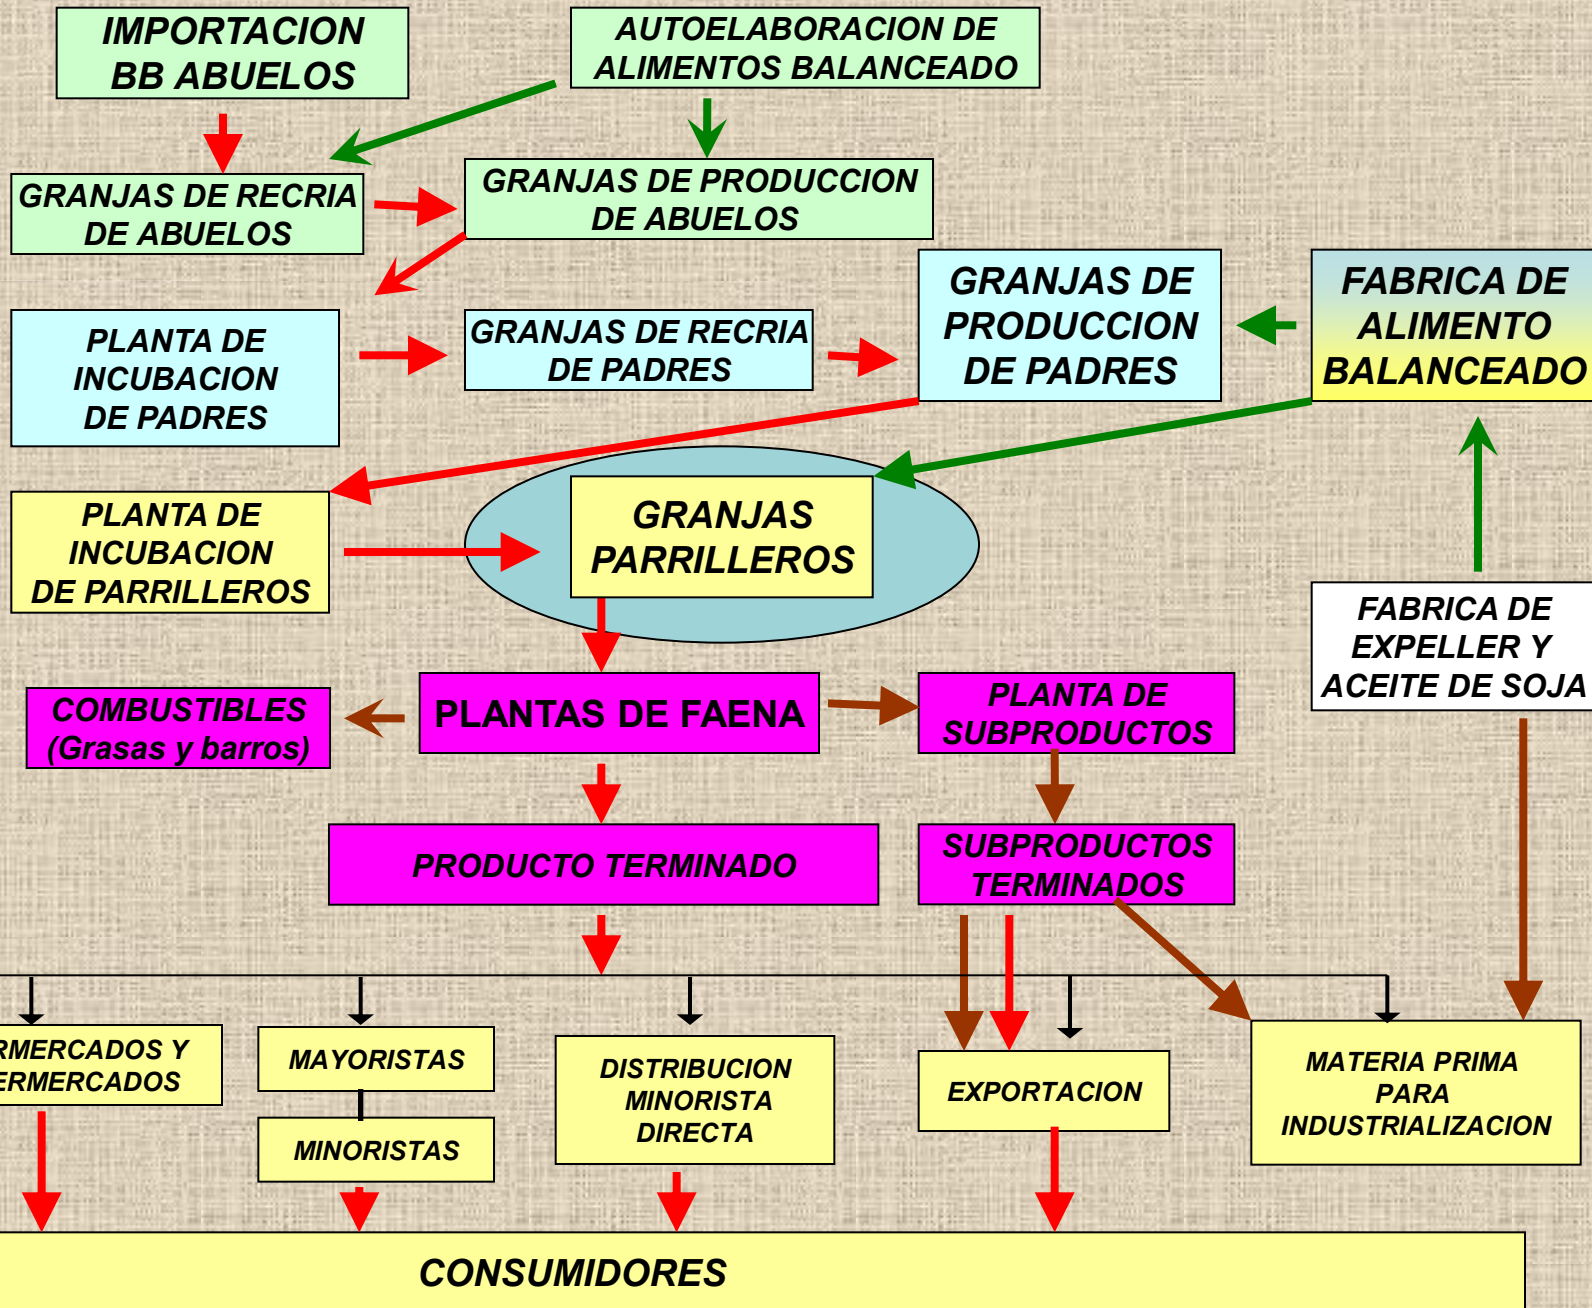 IMPORTACION
BB ABUELOS
AUTOELABORACION DE
ALIMENTOS BALANCEADO
GRANJAS DE RECRIA
DE ABUELOS
GRANJAS DE PRODUCCION
DE ABUELOS
PLANTA DE
INCUBACION
DE PADRES
GRANJAS DE RECRIA
DE PADRES
GRANJAS DE
PRODUCCION
DE PADRES
FABRICA DE
ALIMENTO
BALANCEADO
PLANTA DE
INCUBACION
DE PARRILLEROS
GRANJAS
PARRILLEROS
FABRICA DE
EXPELLER Y
ACEITE DE SOJA
COMBUSTIBLES
(Grasas y barros)
PLANTAS DE FAENA
PLANTA DE
SUBPRODUCTOS
PRODUCTO TERMINADO
SUBPRODUCTOS
TERMINADOS
RMERCADOS Y
ERMERCADOS
MAYORISTAS
MINORISTAS
DISTRIBUCION
MINORISTA
DIRECTA
EXPORTACION
MATERIA PRIMA
PARA
INDUSTRIALIZACION
CONSUMIDORES